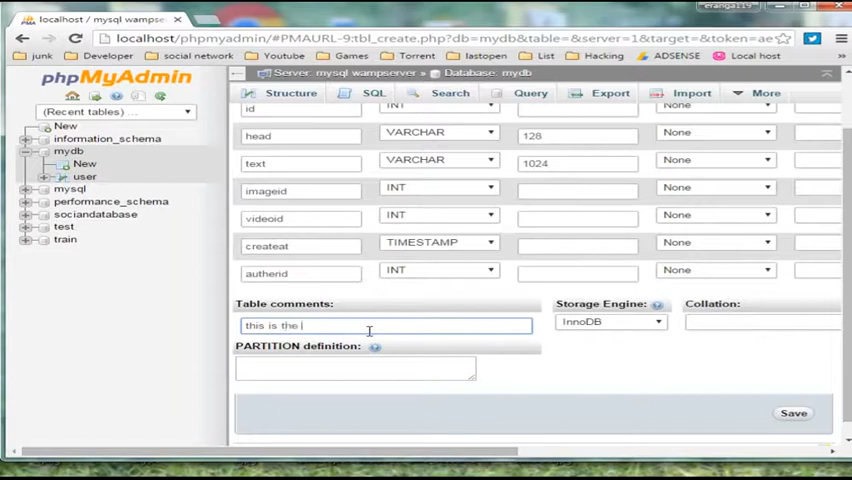 eranga119
localhost / mysql wampse
localhost/phpmyadmin/#PMAURL-9:tbl_create.php?db=mydb&table=&server=1&target=&token=ae
junk Developer social network Youtube Games Torrent lastopen List Hacking ADSENSE Local host
phpMyAdmin
Server: mysql wampserver » Database: mydb
(Recent tables) ...
Structure SQL Search Query Export Import More
New
information_schema
mydb
New
user
mysql
performance_schema
sociandatabase
test
train
id INT None
head VARCHAR 128 None
text VARCHAR 1024 None
imageid INT None
videoid INT None
createat TIMESTAMP None
autherid INT None
Table comments: Storage Engine: Collation:
this is the
InnoDB
PARTITION definition:
Save